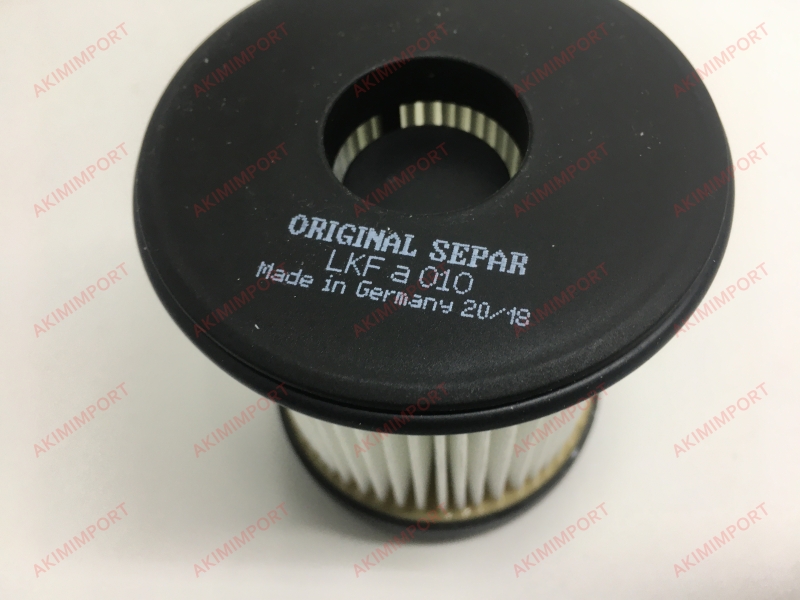 ORIGINAL SEPAR
LKF a 010
Made in Germany 20/18
AKIMIMPORT